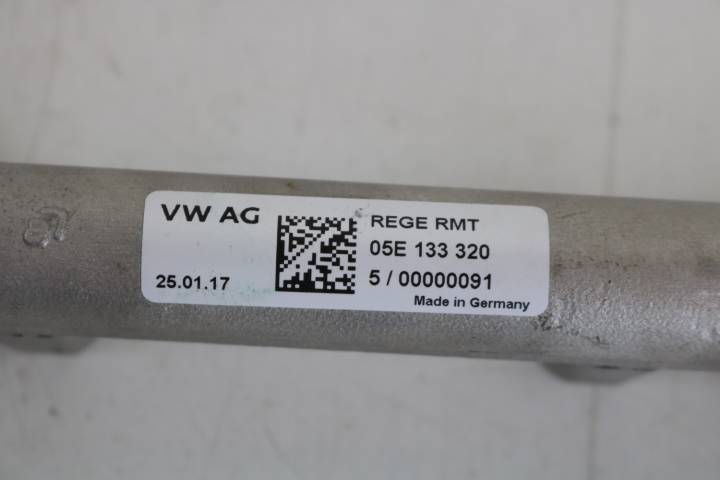 VW AG
25.01.17
REGE RMT
05E 133 320
5 / 00000091
Made in Germany